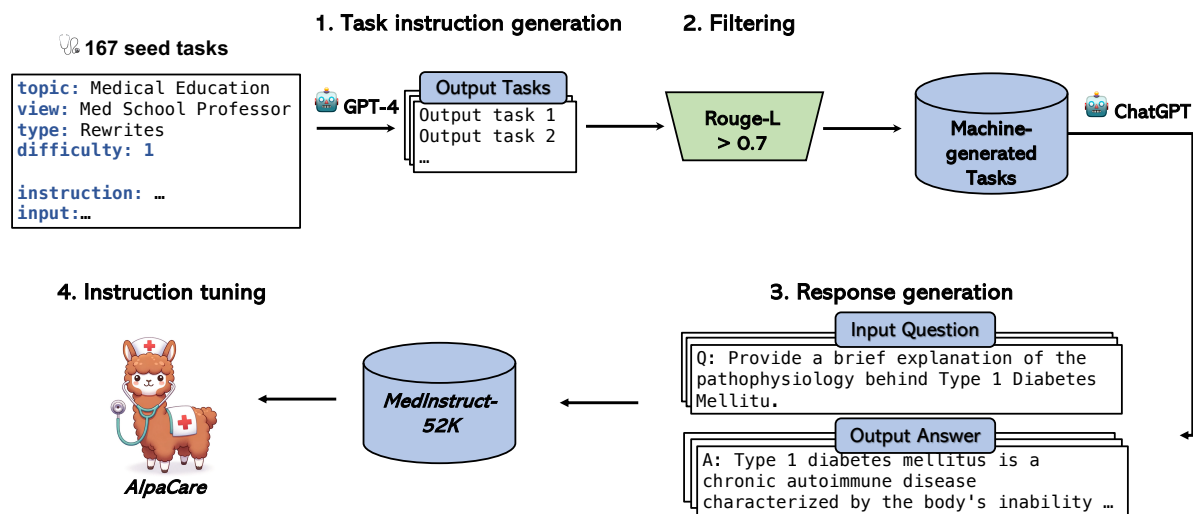 1. Task instruction generation
2. Filtering
167 seed tasks
topic: Medical Education
view: Med School Professor
type: Rewrites
difficulty: 1
instruction: …
input:…
GPT-4
Output Tasks
Output task 1
Output task 2
…
Rouge-L
> 0.7
Machine-
generated
Tasks
ChatGPT
3. Response generation
Input Question
Q: Provide a brief explanation of the
pathophysiology behind Type 1 Diabetes
Mellitu.
Output Answer
A: Type 1 diabetes mellitus is a
chronic autoimmune disease
characterized by the body's inability …
4. Instruction tuning
MedInstruct-
52K
AlpaCare